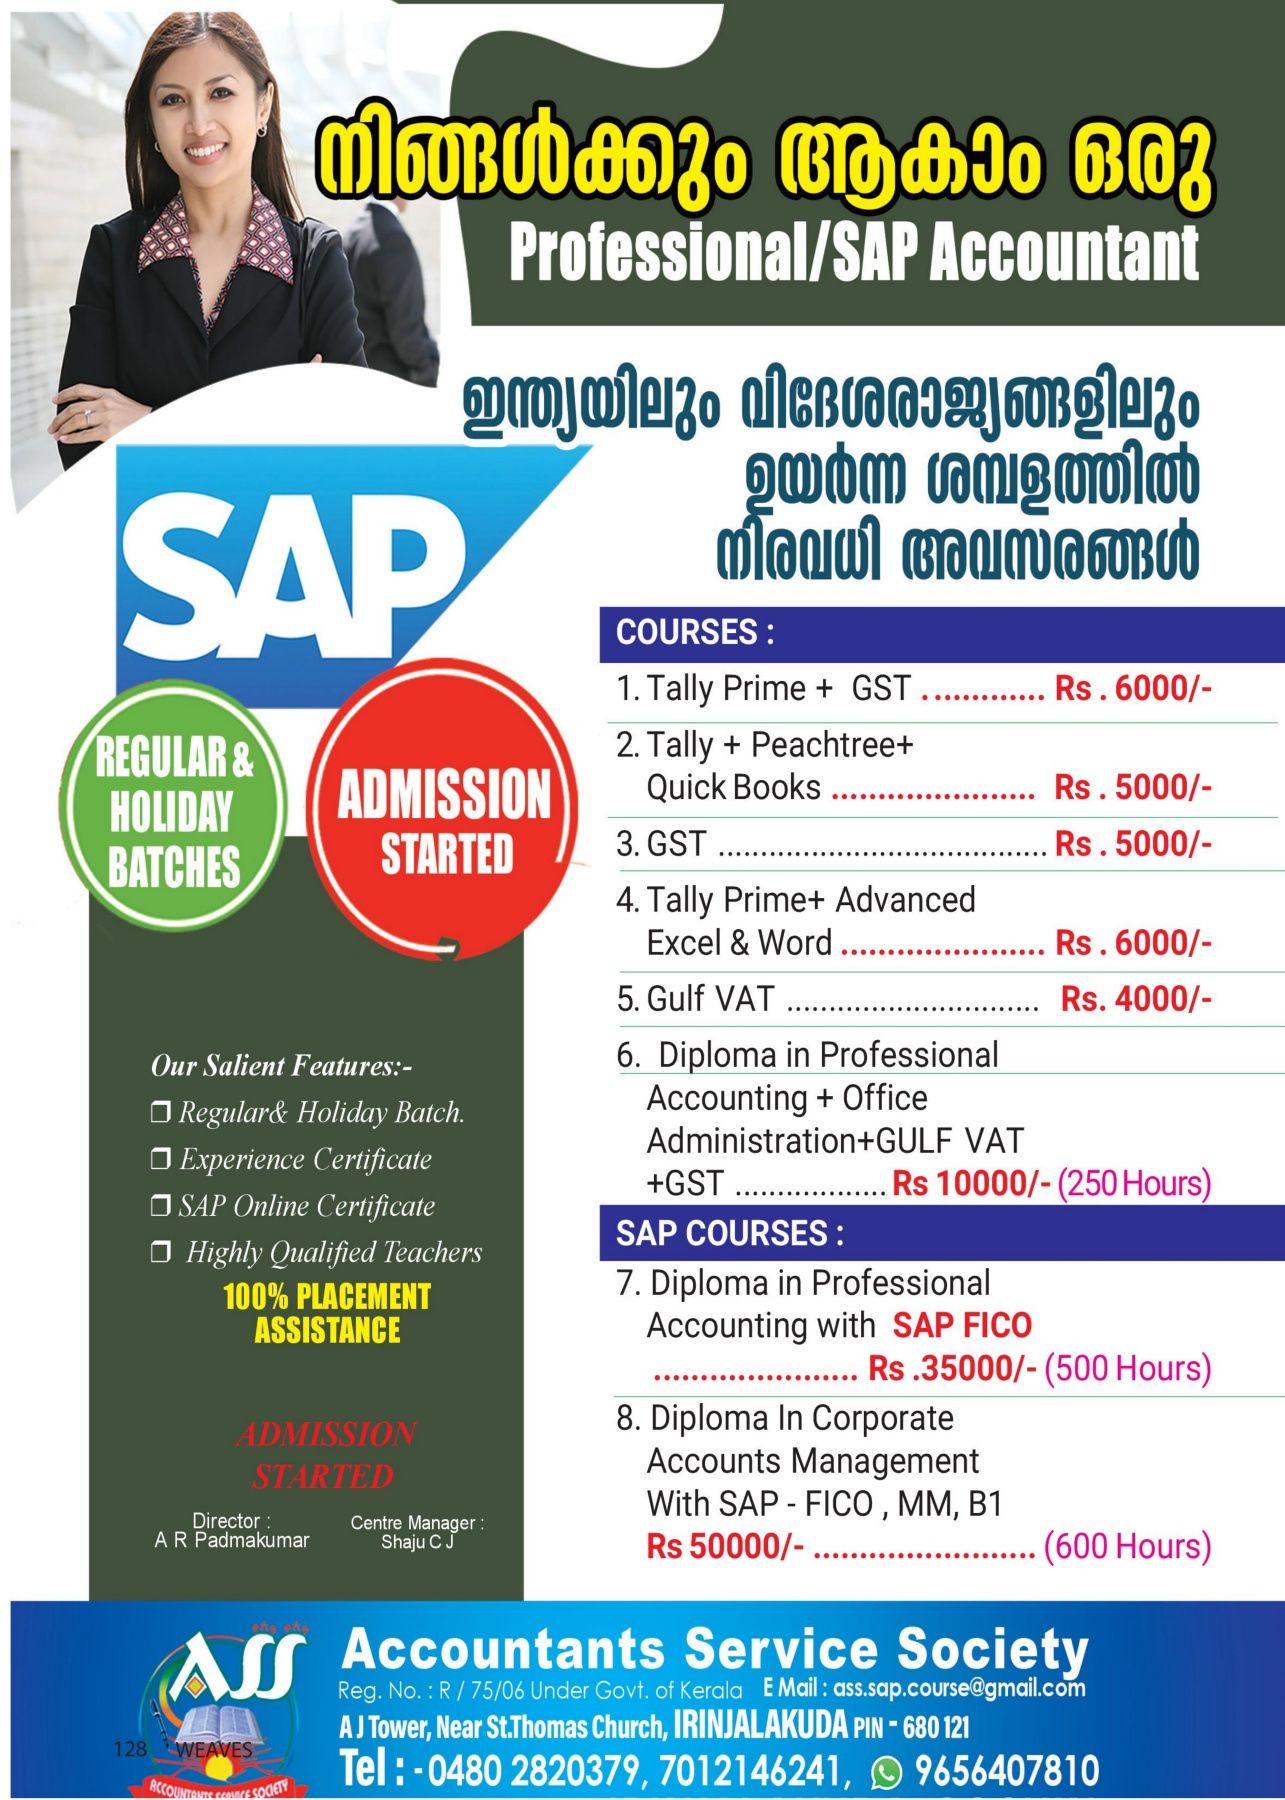 നിങ്ങൾക്കും ആകാം ഒരു
Professional/SAP Accountant
ഇന്ത്യയിലും വിദേശരാജ്യങ്ങളിലും
ഉയർന്ന ശമ്പളത്തിൽ
നിരവധി അവസരങ്ങൾ
SAP
REGULAR &
HOLIDAY
BATCHES
ADMISSION
STARTED
Our Salient Features:-
❒ Regular& Holiday Batch.
❒ Experience Certificate
❒ SAP Online Certificate
❒ Highly Qualified Teachers
100% PLACEMENT
ASSISTANCE
ADMISSION
STARTED
Director :
A R Padmakumar
Centre Manager :
Shaju C J
COURSES :
1. Tally Prime + GST . ............ Rs . 6000/-
2. Tally + Peachtree+
Quick Books ...................... Rs . 5000/-
3. GST ....................................... Rs . 5000/-
4. Tally Prime+ Advanced
Excel & Word ...................... Rs . 6000/-
5. Gulf VAT .............................. Rs. 4000/-
6. Diploma in Professional
Accounting + Office
Administration+GULF VAT
+GST .................. Rs 10000/- (250 Hours)
SAP COURSES :
7. Diploma in Professional
Accounting with SAP FICO
...................... Rs .35000/- (500 Hours)
8. Diploma In Corporate
Accounts Management
With SAP - FICO , MM, B1
Rs 50000/- ........................ (600 Hours)
ASS
ACCOUNTANTS SERVICE SOCIETY
128 WEAVES
Accountants Service Society
Reg. No. : R / 75/06 Under Govt. of Kerala E Mail : ass.sap.course@gmail.com
A J Tower, Near St.Thomas Church, IRINJALAKUDA PIN - 680 121
Tel : - 0480 2820379, 7012146241, 9656407810